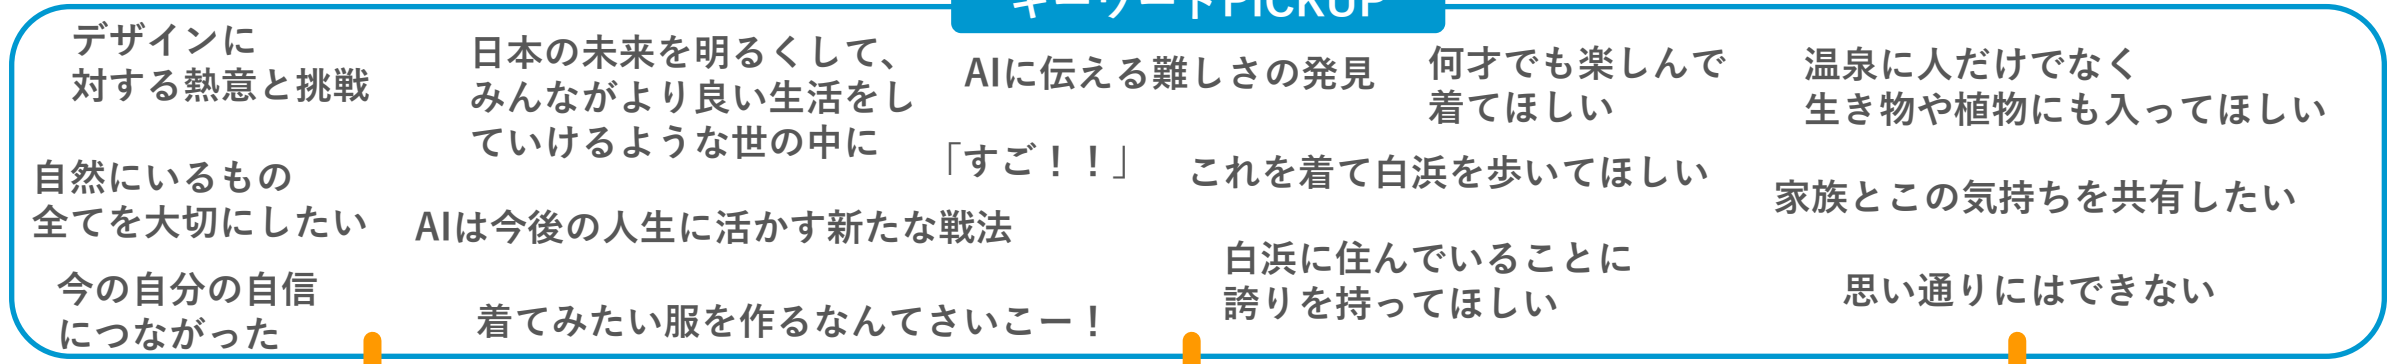 キーワードPICKUP
デザインに
対する熱意と挑戦
日本の未来を明るくして、
みんながより良い生活をし
ていけるような世の中に
AIに伝える難しさの発見
何才でも楽しんで
着てほしい
温泉に人だけでなく
生き物や植物にも入ってほしい
自然にいるもの
全てを大切にしたい
「すご！！」
これを着て白浜を歩いてほしい
家族とこの気持ちを共有したい
AIは今後の人生に活かす新たな戦法
白浜に住んでいることに
誇りを持ってほしい
今の自分の自信
につながった
着てみたい服を作るなんてさいこー！
思い通りにはできない